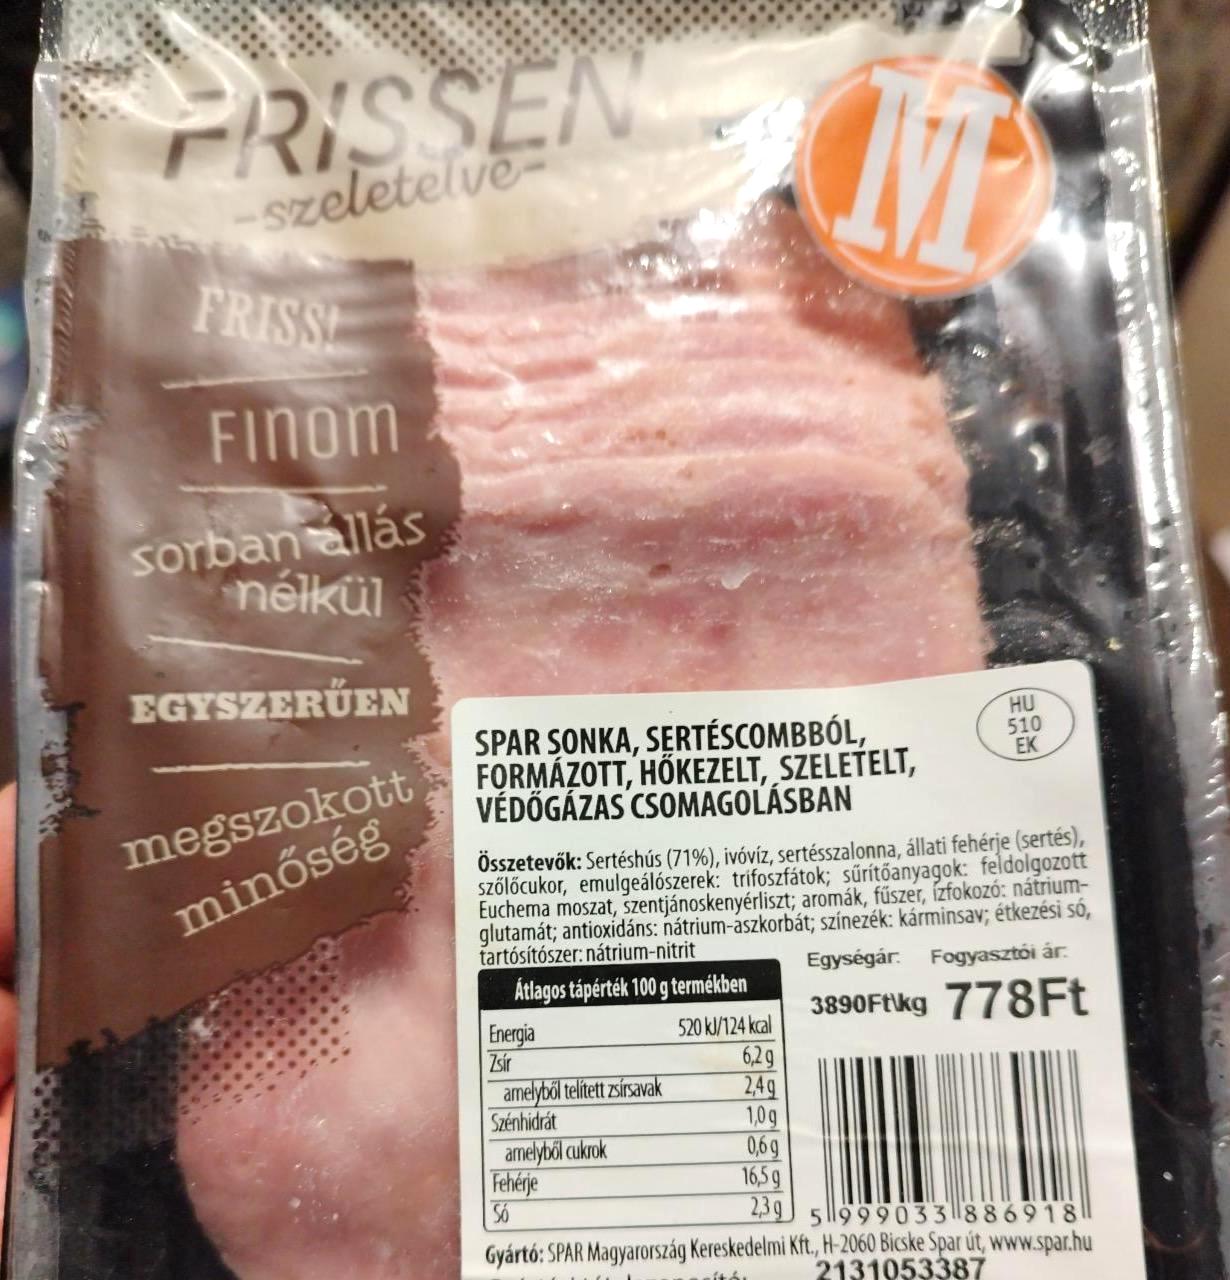 FRISSEN
-szeletelve-
M
FRISS!
FINOM
sorban állás
nélkül
EGYSZERŰEN
megszokott
minőség
HU
510
EK
SPAR SONKA, SERTÉSCOMBBÓL,
FORMÁZOTT, HŐKEZELT, SZELETELT,
VÉDŐGÁZAS CSOMAGOLÁSBAN
Összetevők: Sertéshús (71%), ivóvíz, sertésszalonna, állati fehérje (sertés),
szőlőcukor, emulgeálószerek: trifoszfátok; sűrítőanyagok: feldolgozott
Euchema moszat, szentjánoskenyérliszt; aromák, fűszer, ízfokozó: nátrium-
glutamát; antioxidáns: nátrium-aszkorbát; színezék: kárminsav; étkezési só,
tartósítószer: nátrium-nitrit
Egységár: Fogyasztói ár:
3890Ft\kg 778Ft
Átlagos tápérték 100 g termékben
Energia 520 kJ/124 kcal
Zsír 6,2 g
amelyből telített zsírsavak 2,4 g
Szénhidrát 1,0 g
amelyből cukrok 0,6 g
Fehérje 16,5 g
Só 2,3 g
5 999033 886918
Gyártó: SPAR Magyarország Kereskedelmi Kft., H-2060 Bicske Spar út, www.spar.hu
2131053387